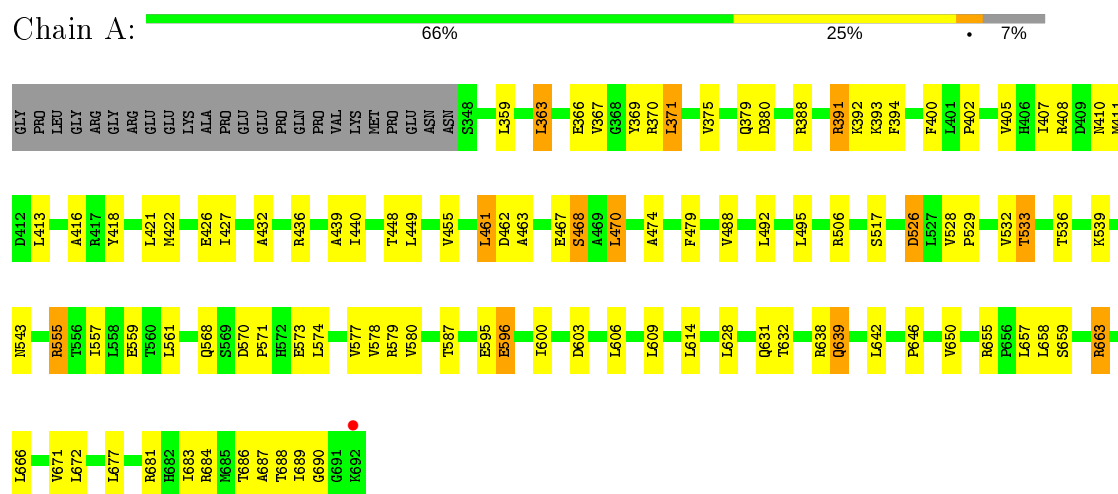 Chain A:
66% 25% • 7%
GLY PRO LEU GLY ARG GLY ARG GLU GLU LYS ALA PRO GLU GLU PRO GLN PRO VAL LYS MET PRO GLU ASN ASN S348 L359 L363 E366 V367 G368 Y369 R370 L371 V375 Q379 D380 R388 R391 K392 K393 F394 F400 L401 P402 V405 H406 I407 R408 D409 N410 M411
D412 L413 A416 R417 Y418 L421 M422 E426 I427 A432 R436 A439 I440 T448 L449 V455 L461 D462 A463 E467 S468 A469 L470 A474 F479 V488 L492 L495 R506 S517 D526 L527 V528 P529 V532 T533 T536 K539
N543 R555 T556 I557 L558 E559 T560 L561 Q568 S569 D570 P571 H572 E573 L574 V577 V578 R579 V580 T587 E595 E596 I600 D603 L606 L609 L614 L628 Q631 T632 R638 Q639 L642 P646 V650 R655 P656 L657 L658 S659 R663
L666 V671 L672 L677 R681 H682 I683 R684 M685 T686 A687 T688 I689 G690 G691 K692